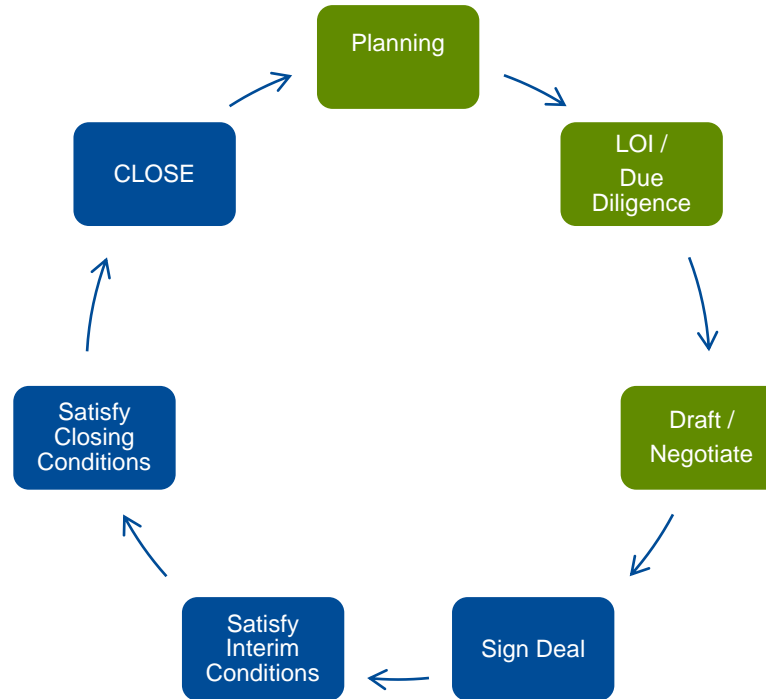 Planning
LOI /
Due
Diligence
Draft /
Negotiate
Sign Deal
Satisfy
Interim
Conditions
Satisfy
Closing
Conditions
CLOSE